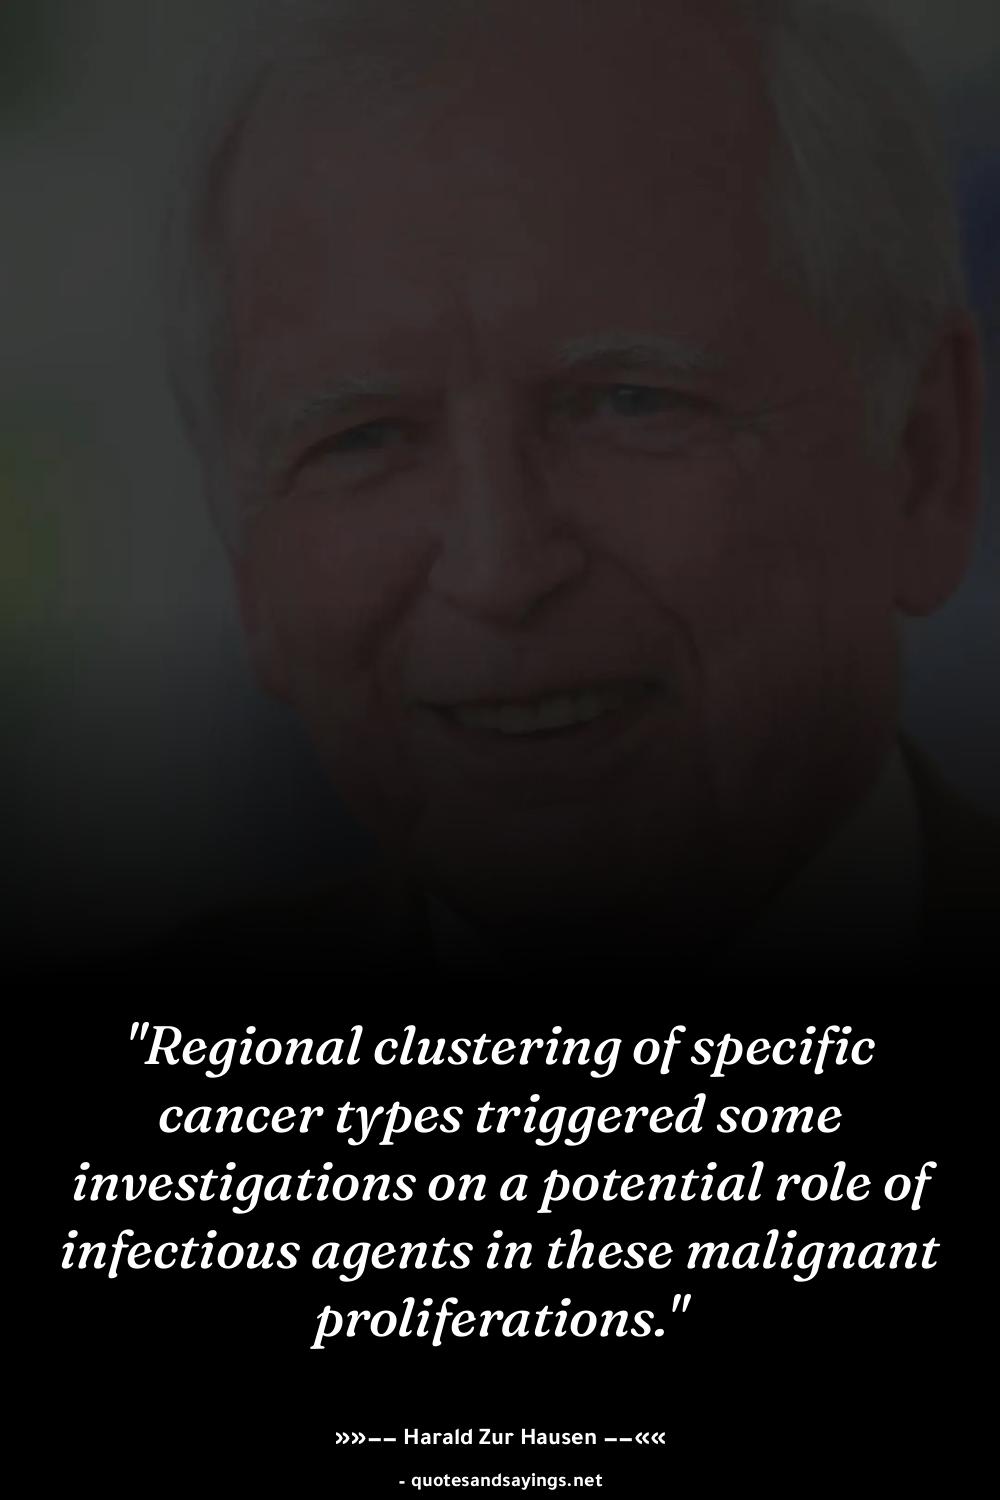 "Regional clustering of specific
cancer types triggered some
investigations on a potential role of
infectious agents in these malignant
proliferations."
»»–– Harald Zur Hausen ––««
- quotesandsayings.net